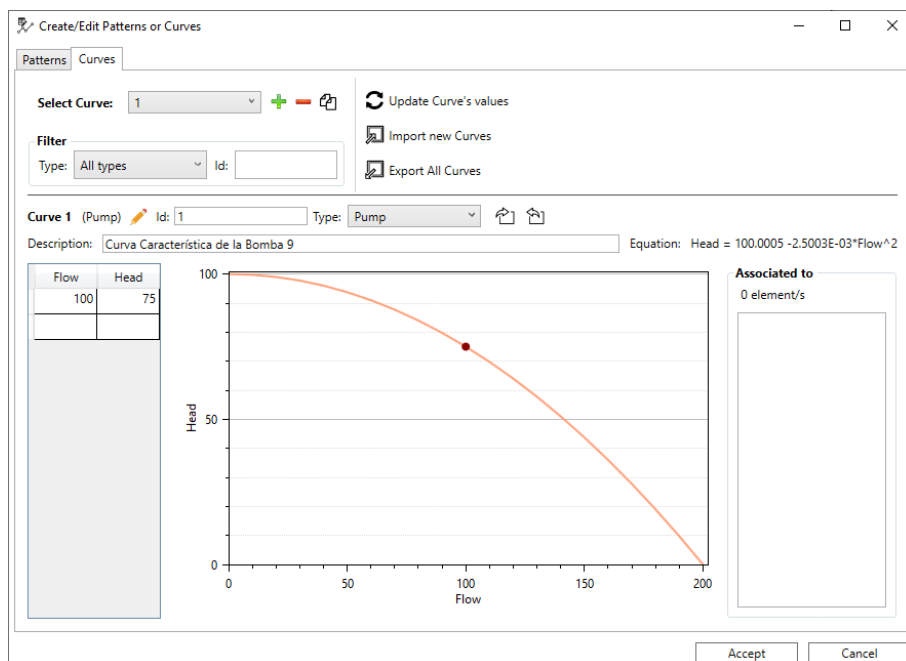 Create/Edit Patterns or Curves
Patterns Curves
Select Curve: 1
Update Curve's values
Filter
Import new Curves
Type: All types Id:
Export All Curves
Curve 1 (Pump) Id: 1 Type: Pump
Description: Curva Característica de la Bomba 9 Equation: Head = 100.0005 -2.5003E-03*Flow^2
Flow Head
100 75
100
50
0
Head
0 50 100 150 200
Flow
Associated to
0 element/s
Accept Cancel